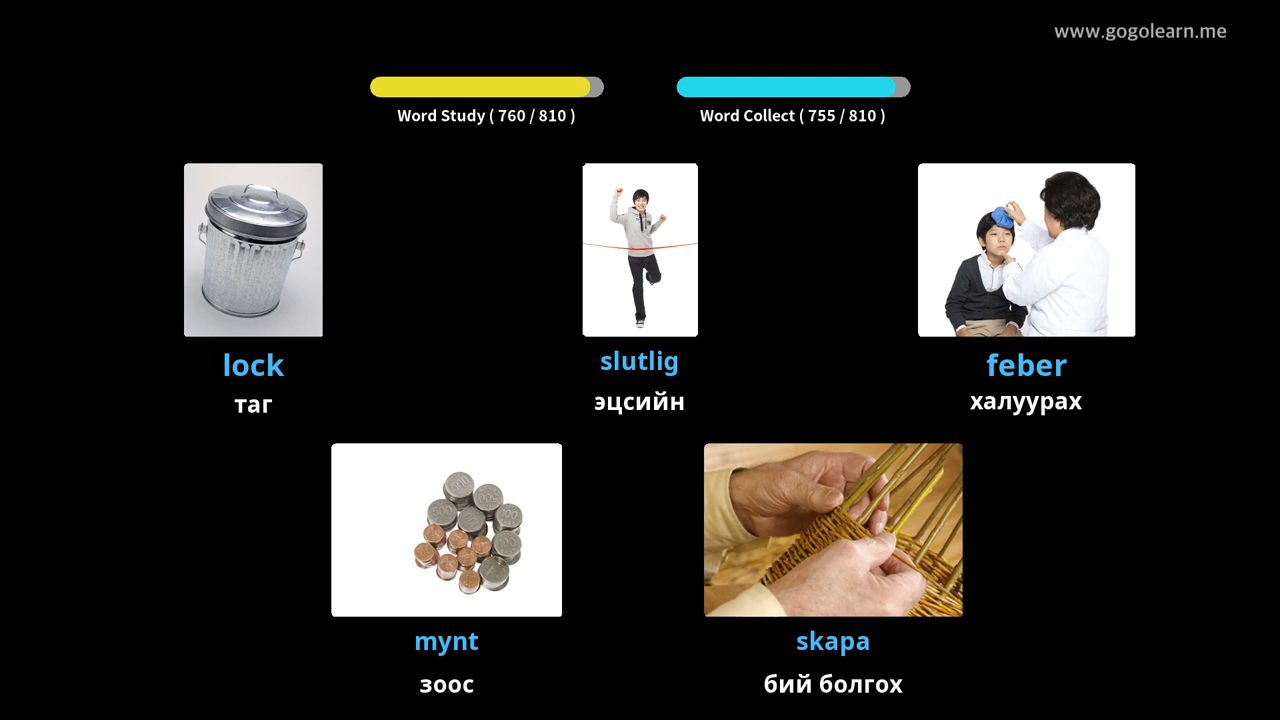 www.gogolearn.me
Word Study ( 760 / 810 )
Word Collect ( 755 / 810 )
lock
таг
slutlig
эцсийн
feber
халуурах
mynt
зоос
skapa
бий болгох